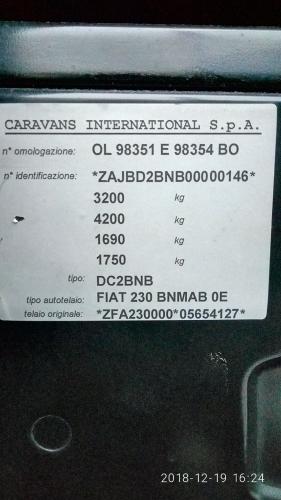 CARAVANS INTERNATIONAL S.p.A.
n° omologazione: OL 98351 E 98354 BO
n° identificazione: *ZAJBD2BNB00000146*
3200 kg
4200 kg
1690 kg
1750 kg
tipo: DC2BNB
tipo autotelaio: FIAT 230 BNMAB 0E
telaio originale: *ZFA230000*05654127*
2018-12-19 16:24